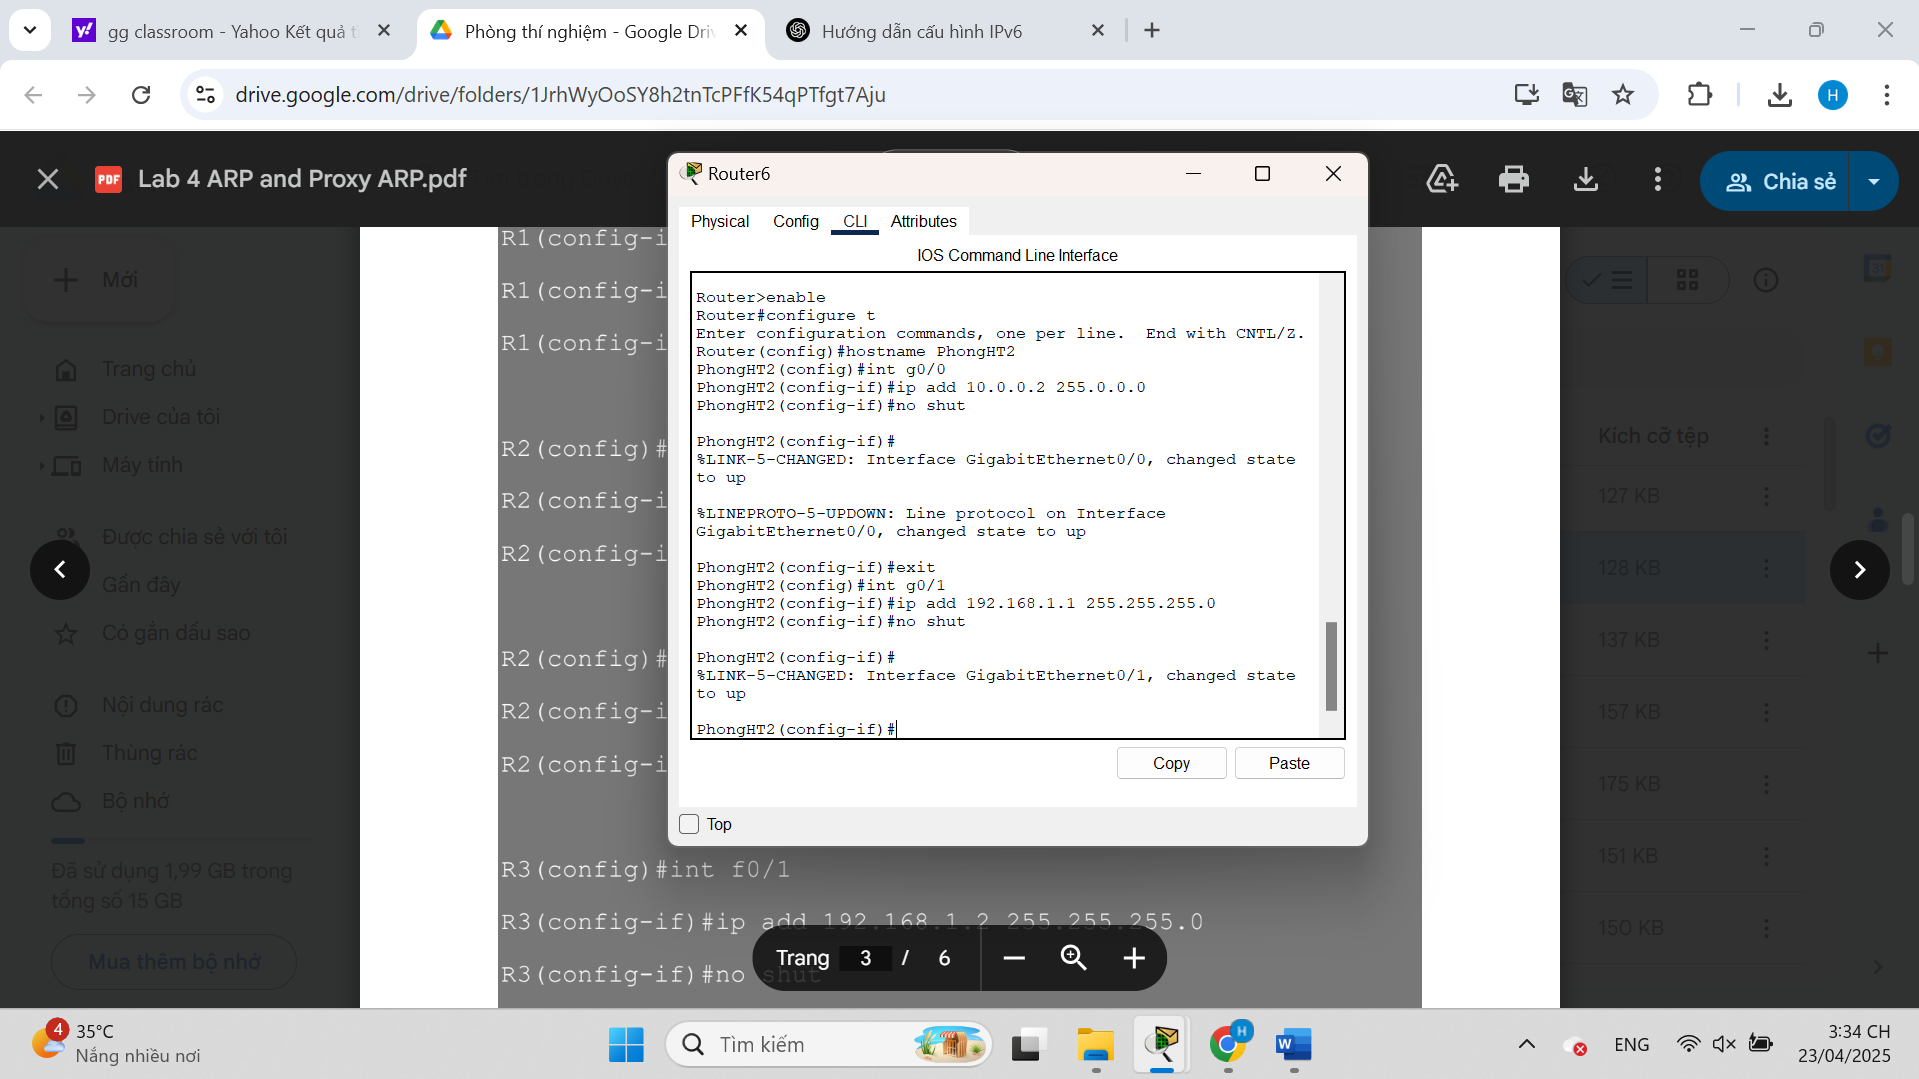 gg classroom - Yahoo Kết quả t
Phòng thí nghiệm - Google Driv
Hướng dẫn cấu hình IPv6
drive.google.com/drive/folders/1JrhWyOoSY8h2tnTcPFfK54qPTfgt7Aju
H
PDF
Lab 4 ARP and Proxy ARP.pdf
Chia sẻ
Mới
Trang chủ
Drive của tôi
Máy tính
Được chia sẻ với tôi
Gần đây
Có gắn dấu sao
Nội dung rác
Thùng rác
Bộ nhớ
Đã sử dụng 1,99 GB trong
tổng số 15 GB
Mua thêm bộ nhớ
R1(config-i
R1(config-i
R1(config-i
R2(config)#
R2(config-i
R2(config-i
R2(config)#
R2(config-i
R2(config-i
R3(config)#int f0/1
R3(config-if)#ip add 192.168.1.2 255.255.255.0
R3(config-if)#no shut
Router6
Physical
Config
CLI
Attributes
IOS Command Line Interface
Router>enable
Router#configure t
Enter configuration commands, one per line.  End with CNTL/Z.
Router(config)#hostname PhongHT2
PhongHT2(config)#int g0/0
PhongHT2(config-if)#ip add 10.0.0.2 255.0.0.0
PhongHT2(config-if)#no shut
PhongHT2(config-if)#
%LINK-5-CHANGED: Interface GigabitEthernet0/0, changed state
to up
%LINEPROTO-5-UPDOWN: Line protocol on Interface
GigabitEthernet0/0, changed state to up
PhongHT2(config-if)#exit
PhongHT2(config)#int g0/1
PhongHT2(config-if)#ip add 192.168.1.1 255.255.255.0
PhongHT2(config-if)#no shut
PhongHT2(config-if)#
%LINK-5-CHANGED: Interface GigabitEthernet0/1, changed state
to up
PhongHT2(config-if)#
Copy
Paste
Top
Trang 3 / 6
Kích cỡ tệp
127 KB
128 KB
137 KB
157 KB
175 KB
151 KB
150 KB
31
4
35°C
Nắng nhiều nơi
Tìm kiếm
H
W
ENG
3:34 CH
23/04/2025